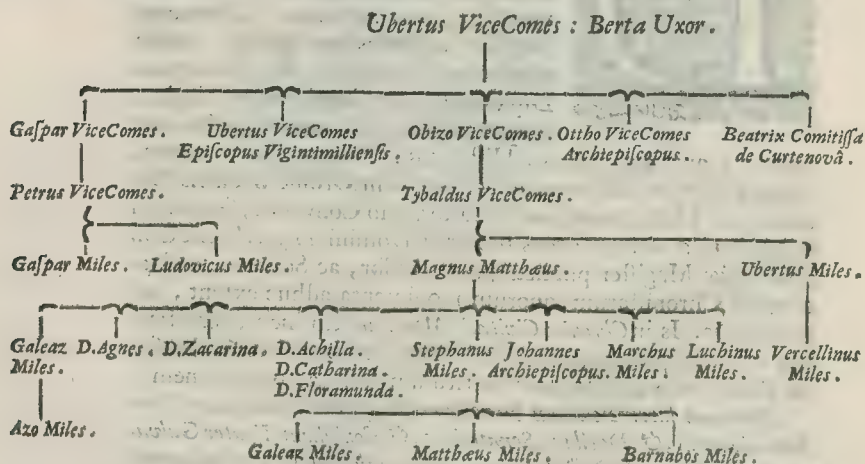 Ubertus ViceComes : Berta Uxor .
Gaſpar ViceComes .
Ubertus ViceComes
Epiſcopus Vigintimillienſis .
Obizo ViceComes .
Ottho ViceComes
Archiepiſcopus .
Beatrix Comitiſſa
de Curtenovâ .
Petrus ViceComes .
Tybaldus ViceComes .
Gaſpar Miles .
Ludovicus Miles .
Magnus Matthæus .
Ubertus Miles .
Galeaz
Miles .
D.Agnes .
D.Zacarina .
D.Achilla .
D.Catharina .
D.Floramunda .
Stephanus
Miles .
Johannes
Archiepiſcopus .
Marchus
Miles .
Luchinus
Miles .
Vercellinus
Miles .
Azo Miles .
Galeaz Miles .
Matthæus Miles .
Barnabos Miles .